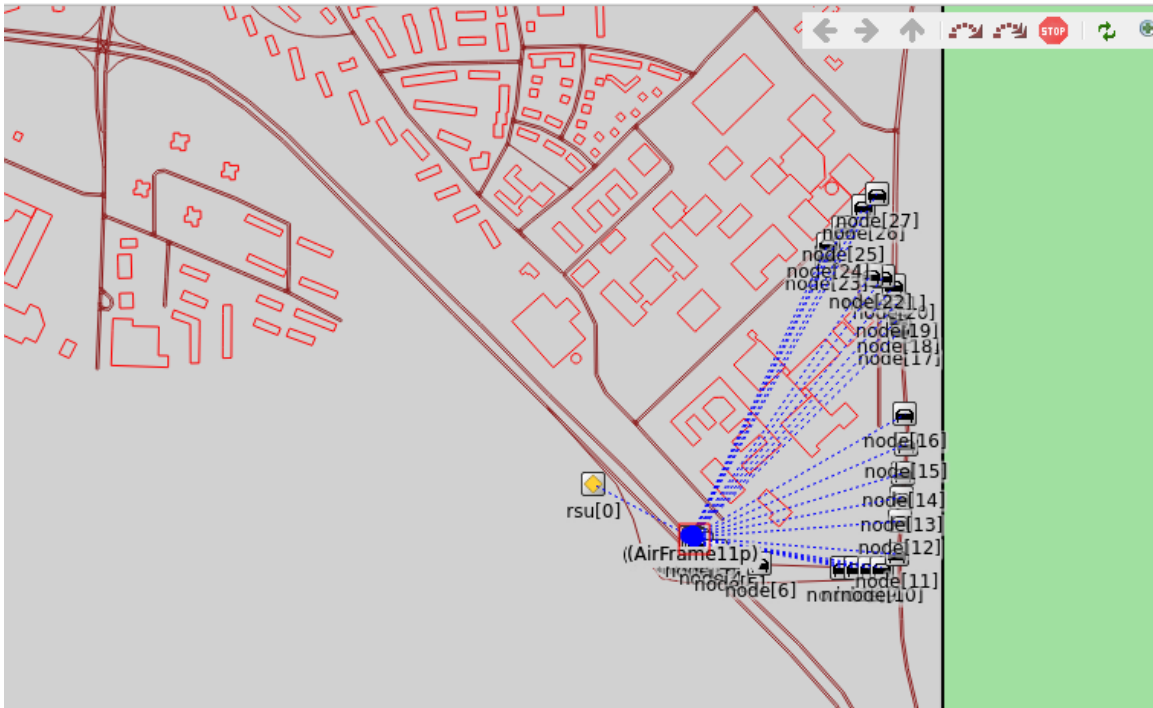 STOP
node[27]
node[26]
node[25]
node[24]
node[23]
node[22]
node[20]
node[19]
node[18]
node[17]
node[16]
node[15]
rsu[0]
node[14]
node[13]
node[12]
((AirFrame11p)
node[11]
node[6]
node[10]